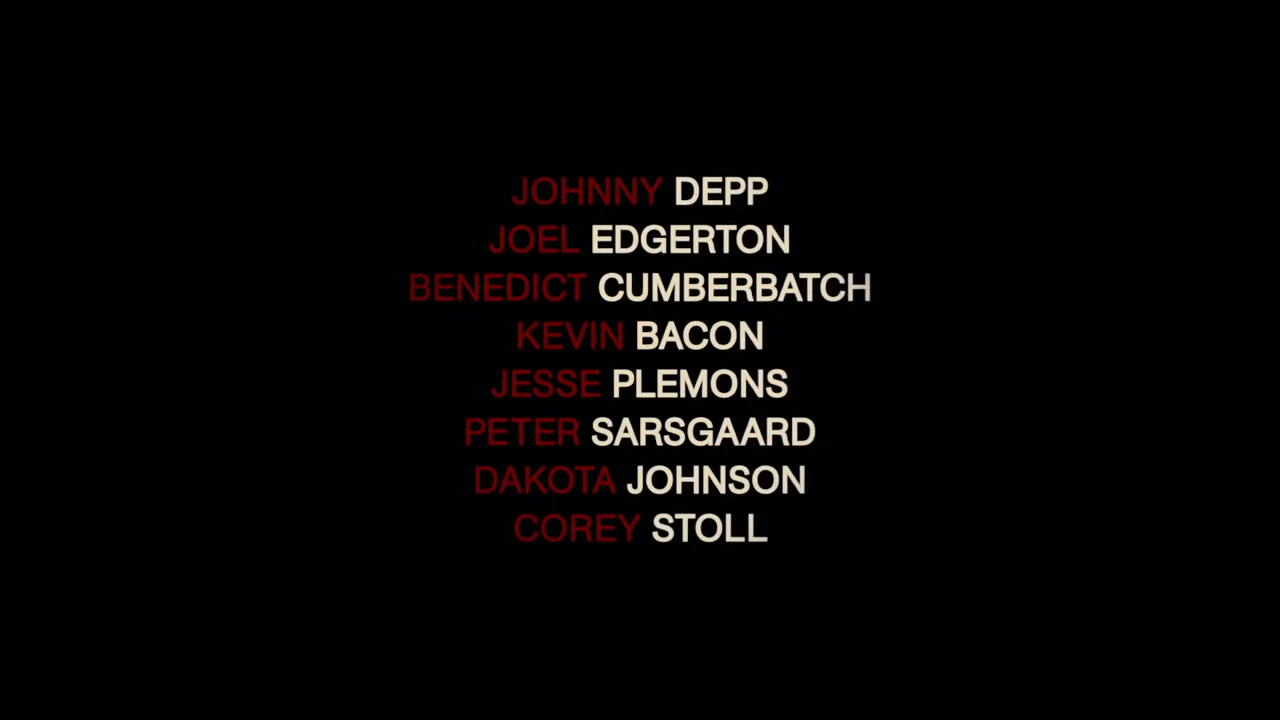 JOHNNY DEPP
JOEL EDGERTON
BENEDICT CUMBERBATCH
KEVIN BACON
JESSE PLEMONS
PETER SARSGAARD
DAKOTA JOHNSON
COREY STOLL